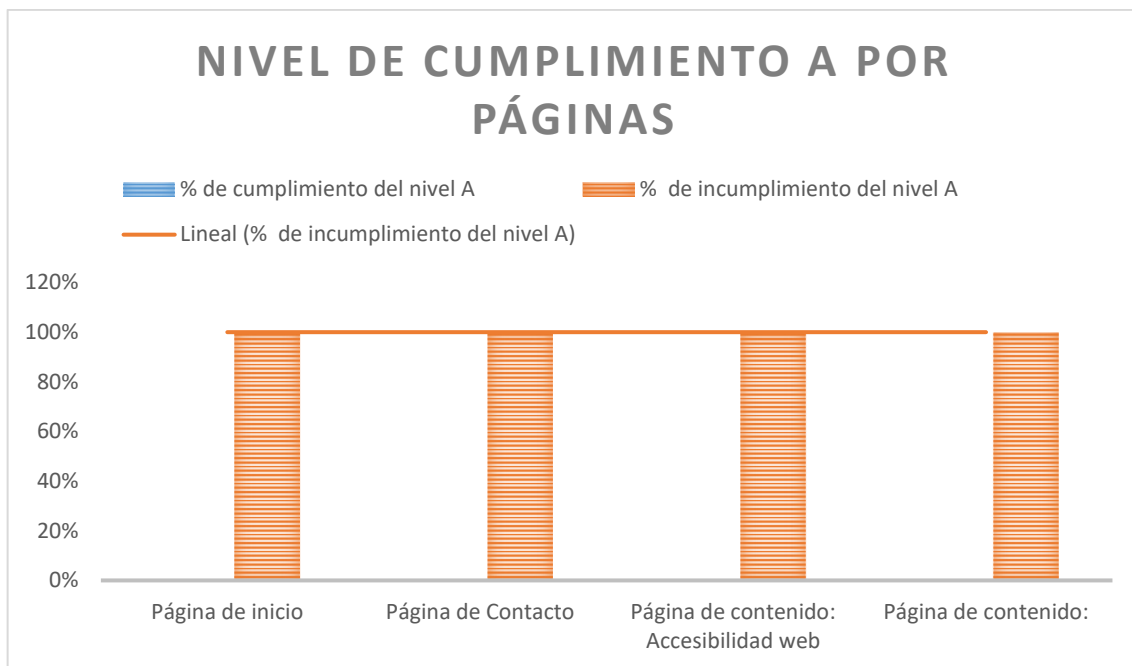 NIVEL DE CUMPLIMIENTO A POR
PÁGINAS
% de cumplimiento del nivel A
% de incumplimiento del nivel A
Lineal (% de incumplimiento del nivel A)
120%
100%
80%
60%
40%
20%
0%
Página de inicio
Página de Contacto
Página de contenido:
Accesibilidad web
Página de contenido: